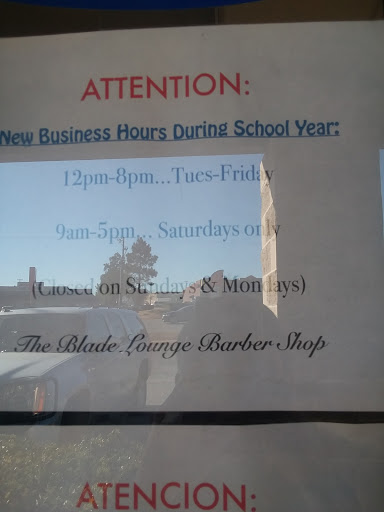 ATTENTION:
New Business Hours During School Year:
12pm-8pm...Tues-Friday
9am-5pm... Saturdays only
(Closed on Sundays & Mondays)
The Blade Lounge Barber Shop
ATENCION: